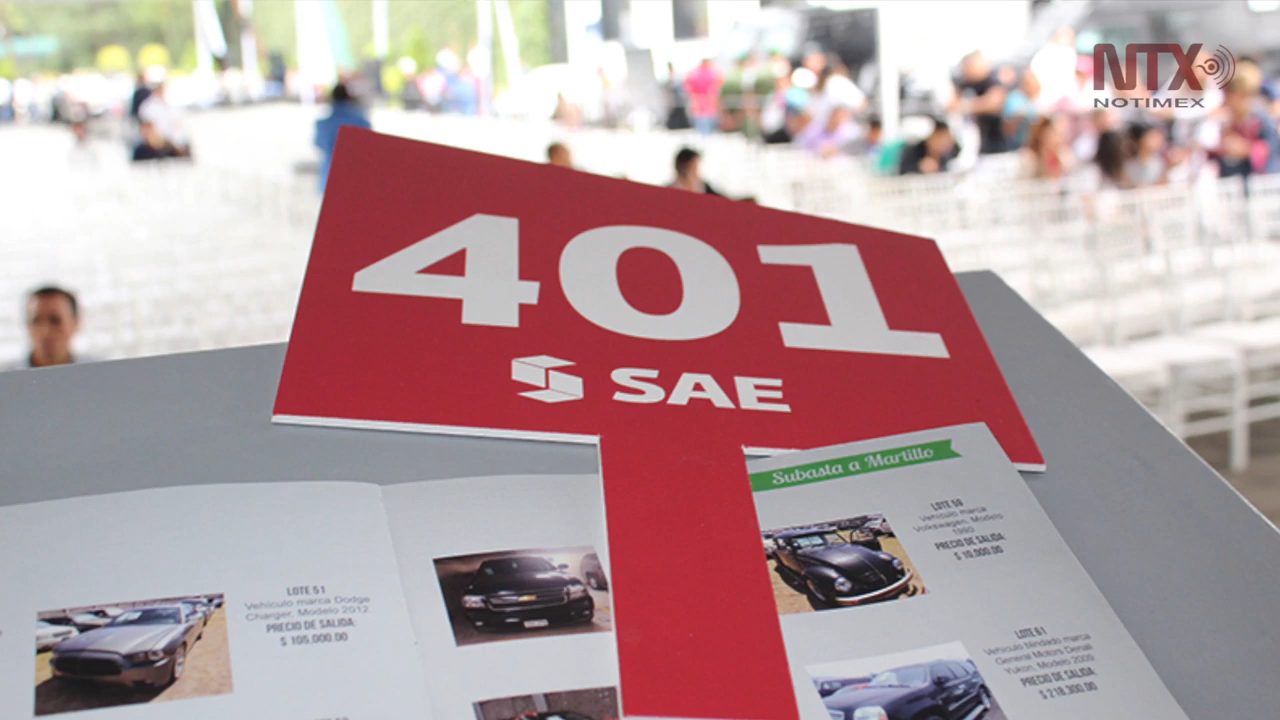 NTX
NOTIMEX
401
SAE
Subasta a Martillo
LOTE 50
Vehículo marca
Volkswagen, Modelo
1990
PRECIO DE SALIDA:
$ 10,000.00
LOTE 51
Vehículo marca Dodge
Charger, Modelo 2012
PRECIO DE SALIDA:
$ 105,000.00
LOTE 61
Vehículo blindado marca
General Motors Denali
Yukon, Modelo 2009
PRECIO DE SALIDA:
$ 218,300.00